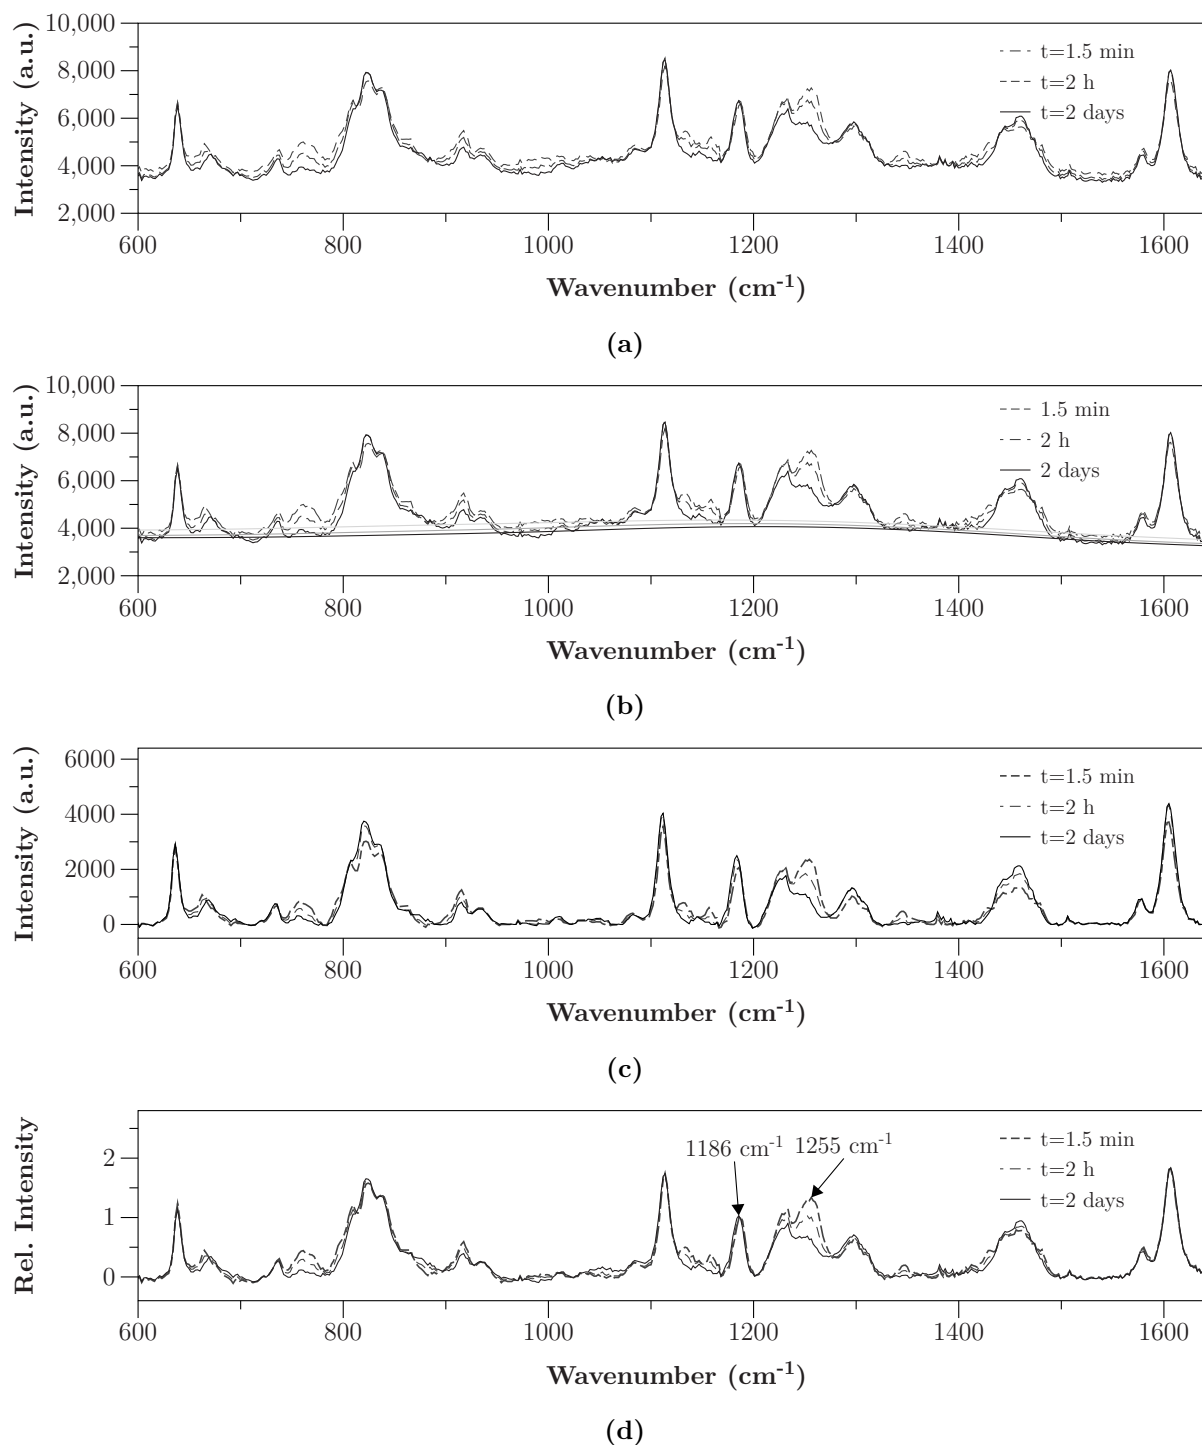 10,000
8,000
6,000
4,000
2,000
Intensity (a.u.)
t=1.5 min
t=2 h
t=2 days
600 800 1000 1200 1400 1600
Wavenumber (cm-1)
(a)
10,000
8,000
6,000
4,000
2,000
Intensity (a.u.)
1.5 min
2 h
2 days
600 800 1000 1200 1400 1600
Wavenumber (cm-1)
(b)
6000
4000
2000
0
Intensity (a.u.)
t=1.5 min
t=2 h
t=2 days
600 800 1000 1200 1400 1600
Wavenumber (cm-1)
(c)
2
1
0
Rel. Intensity
1186 cm-1 1255 cm-1
t=1.5 min
t=2 h
t=2 days
600 800 1000 1200 1400 1600
Wavenumber (cm-1)
(d)